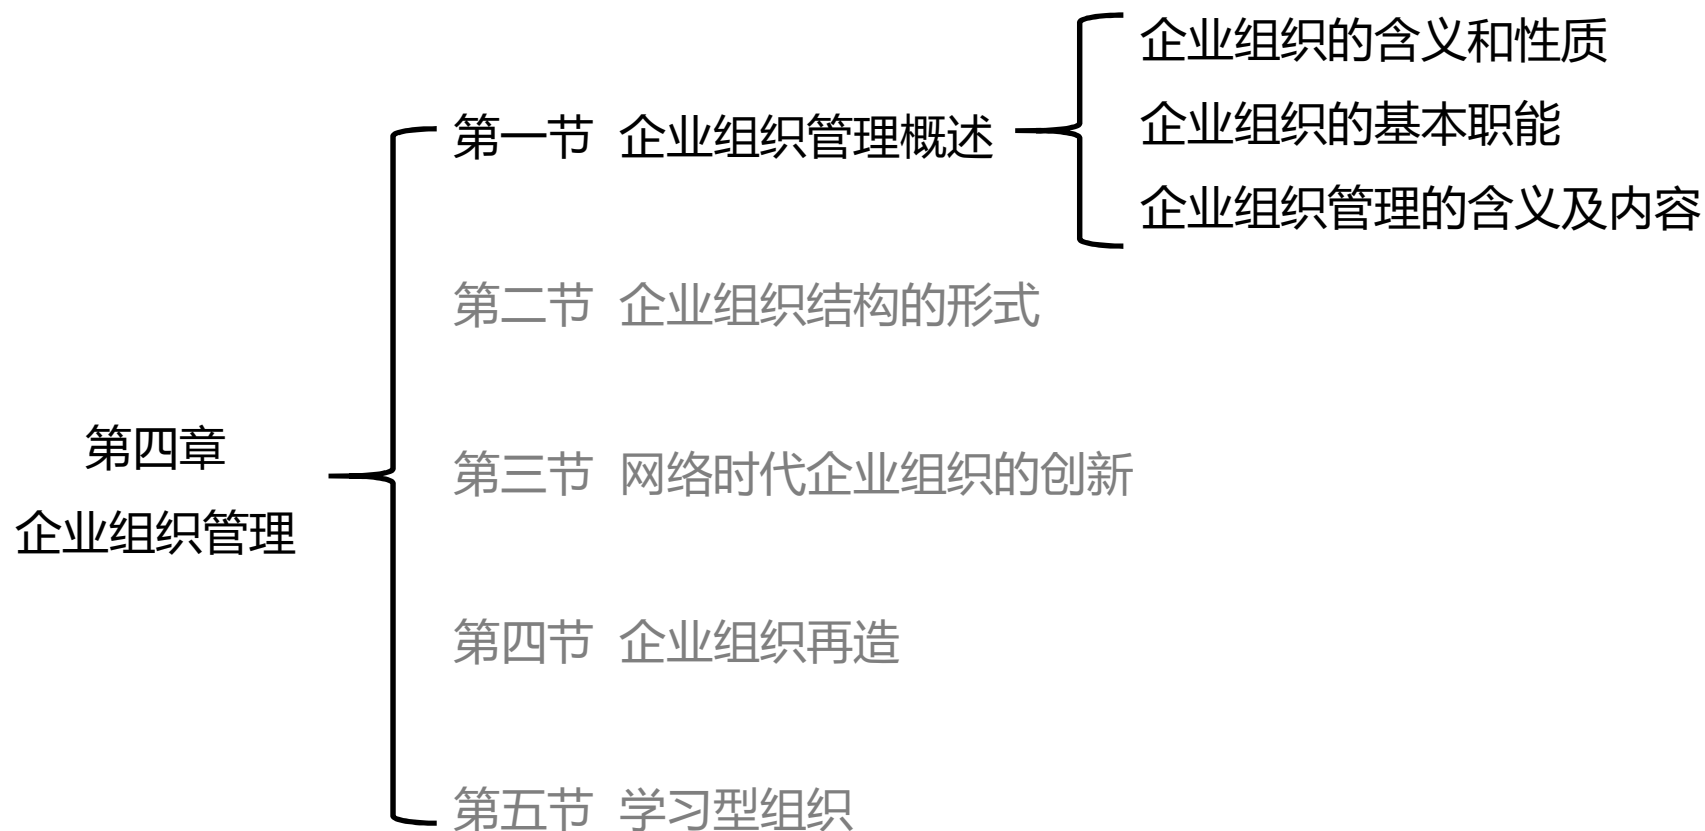 第四章
企业组织管理
第一节 企业组织管理概述
企业组织的含义和性质
企业组织的基本职能
企业组织管理的含义及内容
第二节 企业组织结构的形式
第三节 网络时代企业组织的创新
第四节 企业组织再造
第五节 学习型组织